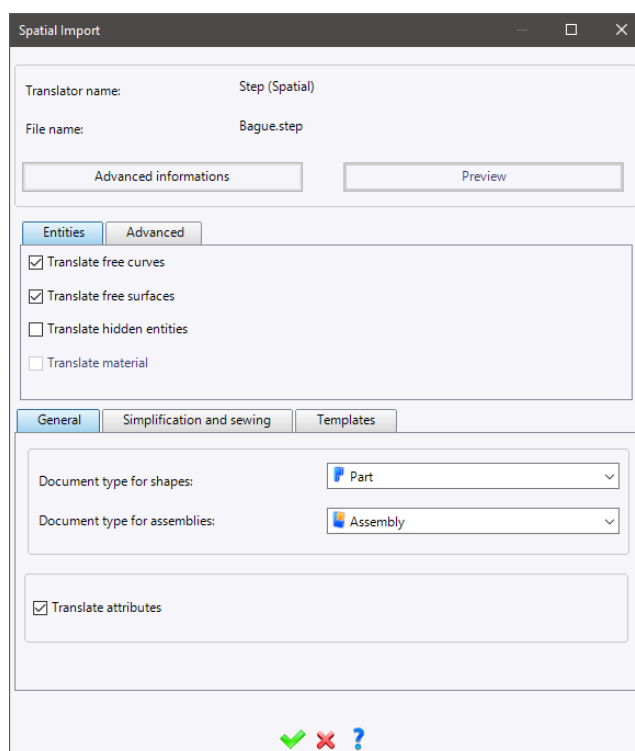 Spatial Import
Translator name: Step (Spatial)
File name: Bague.step
Advanced informations Preview
Entities Advanced
Translate free curves
Translate free surfaces
Translate hidden entities
Translate material
General Simplification and sewing Templates
Document type for shapes: Part
Document type for assemblies: Assembly
Translate attributes